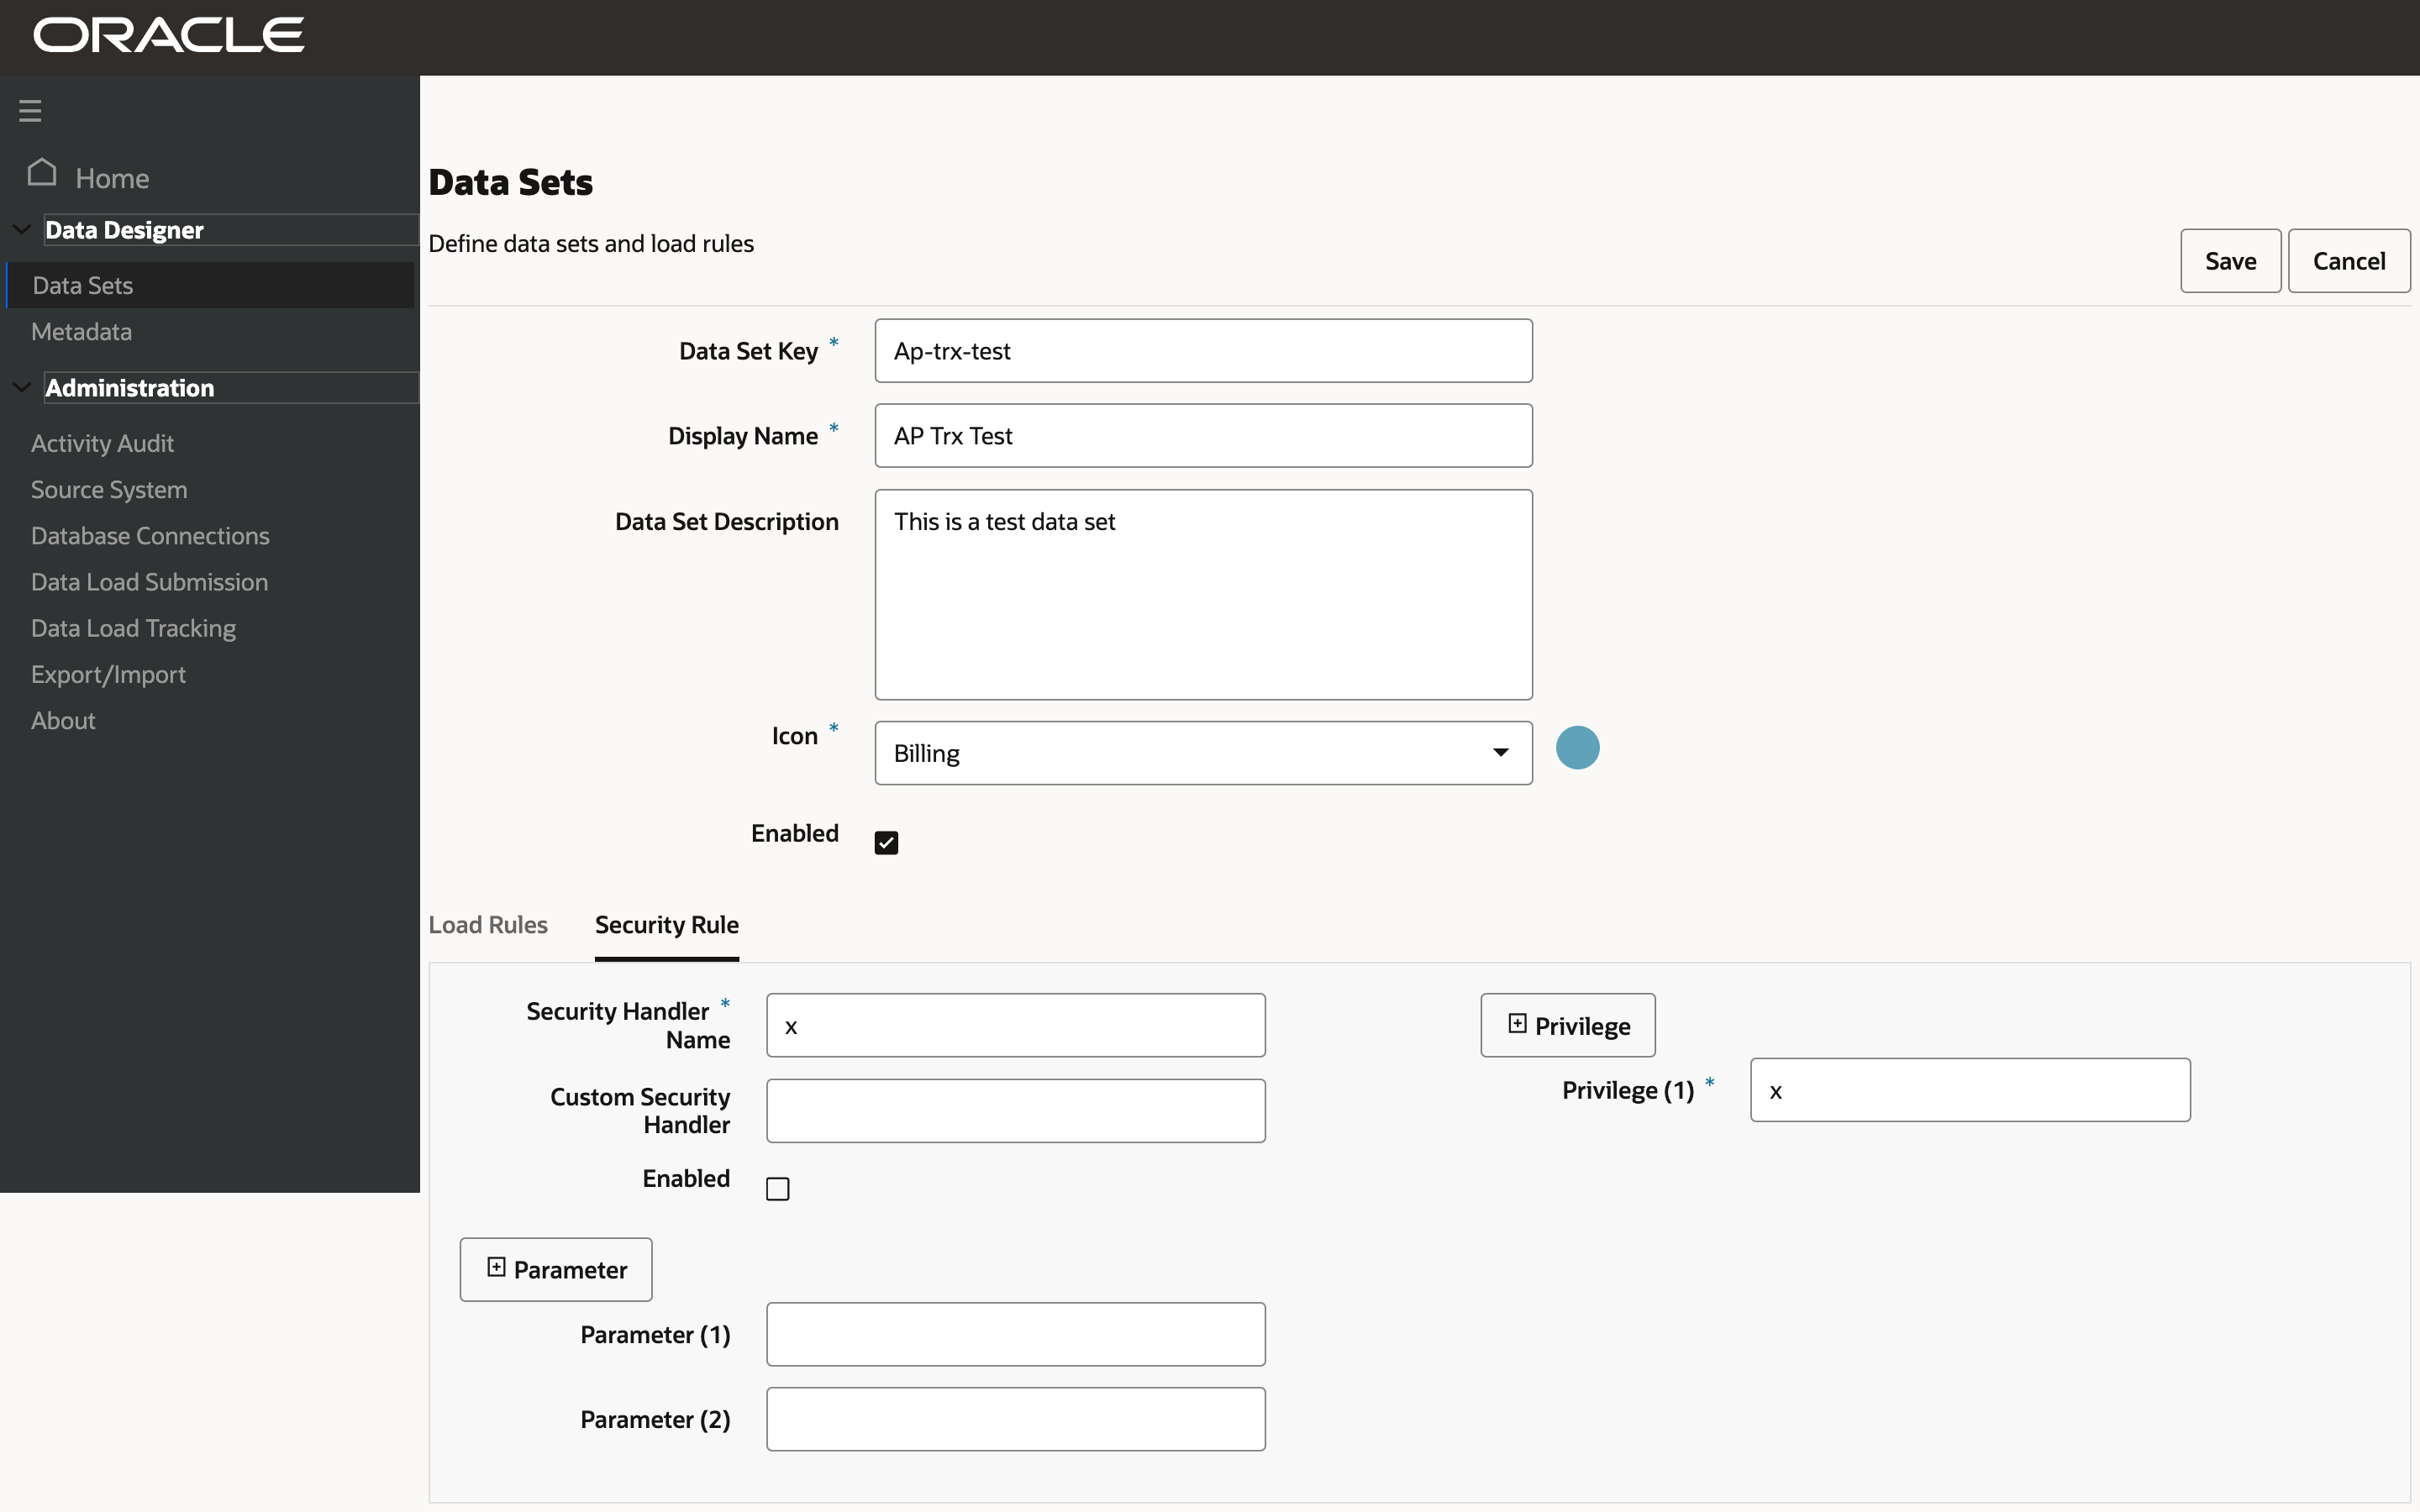 ORACLE
Home
Data Designer
Data Sets
Metadata
Administration
Activity Audit
Source System
Database Connections
Data Load Submission
Data Load Tracking
Export/Import
About
Data Sets
Define data sets and load rules
Save Cancel
Data Set Key * Ap-trx-test
Display Name * AP Trx Test
Data Set Description This is a test data set
Icon * Billing
Enabled
Load Rules Security Rule
Security Handler *
Name
x
Custom Security
Handler
Enabled
Parameter
Parameter (1)
Parameter (2)
Privilege
Privilege (1) * x